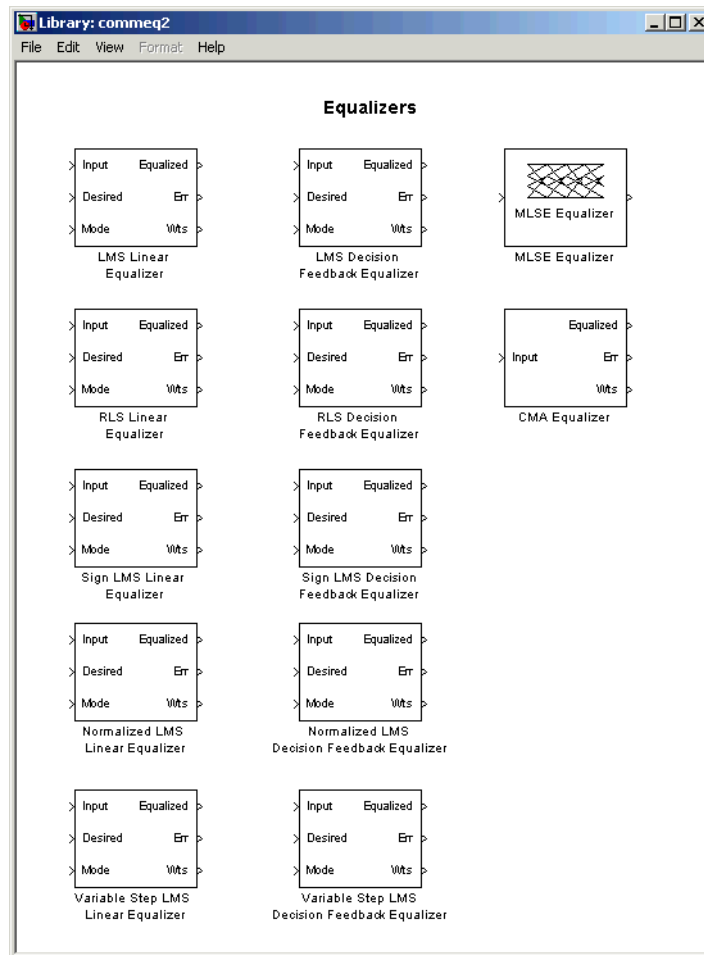 Library: commeq2
File Edit View Format Help
Equalizers
Input Equalized
Desired Err
Mode Wts
LMS Linear
Equalizer
Input Equalized
Desired Err
Mode Wts
LMS Decision
Feedback Equalizer
MLSE Equalizer
MLSE Equalizer
Input Equalized
Desired Err
Mode Wts
RLS Linear
Equalizer
Input Equalized
Desired Err
Mode Wts
RLS Decision
Feedback Equalizer
Equalized
Input Err
Wts
CMA Equalizer
Input Equalized
Desired Err
Mode Wts
Sign LMS Linear
Equalizer
Input Equalized
Desired Err
Mode Wts
Sign LMS Decision
Feedback Equalizer
Input Equalized
Desired Err
Mode Wts
Normalized LMS
Linear Equalizer
Input Equalized
Desired Err
Mode Wts
Normalized LMS
Decision Feedback Equalizer
Input Equalized
Desired Err
Mode Wts
Variable Step LMS
Linear Equalizer
Input Equalized
Desired Err
Mode Wts
Variable Step LMS
Decision Feedback Equalizer